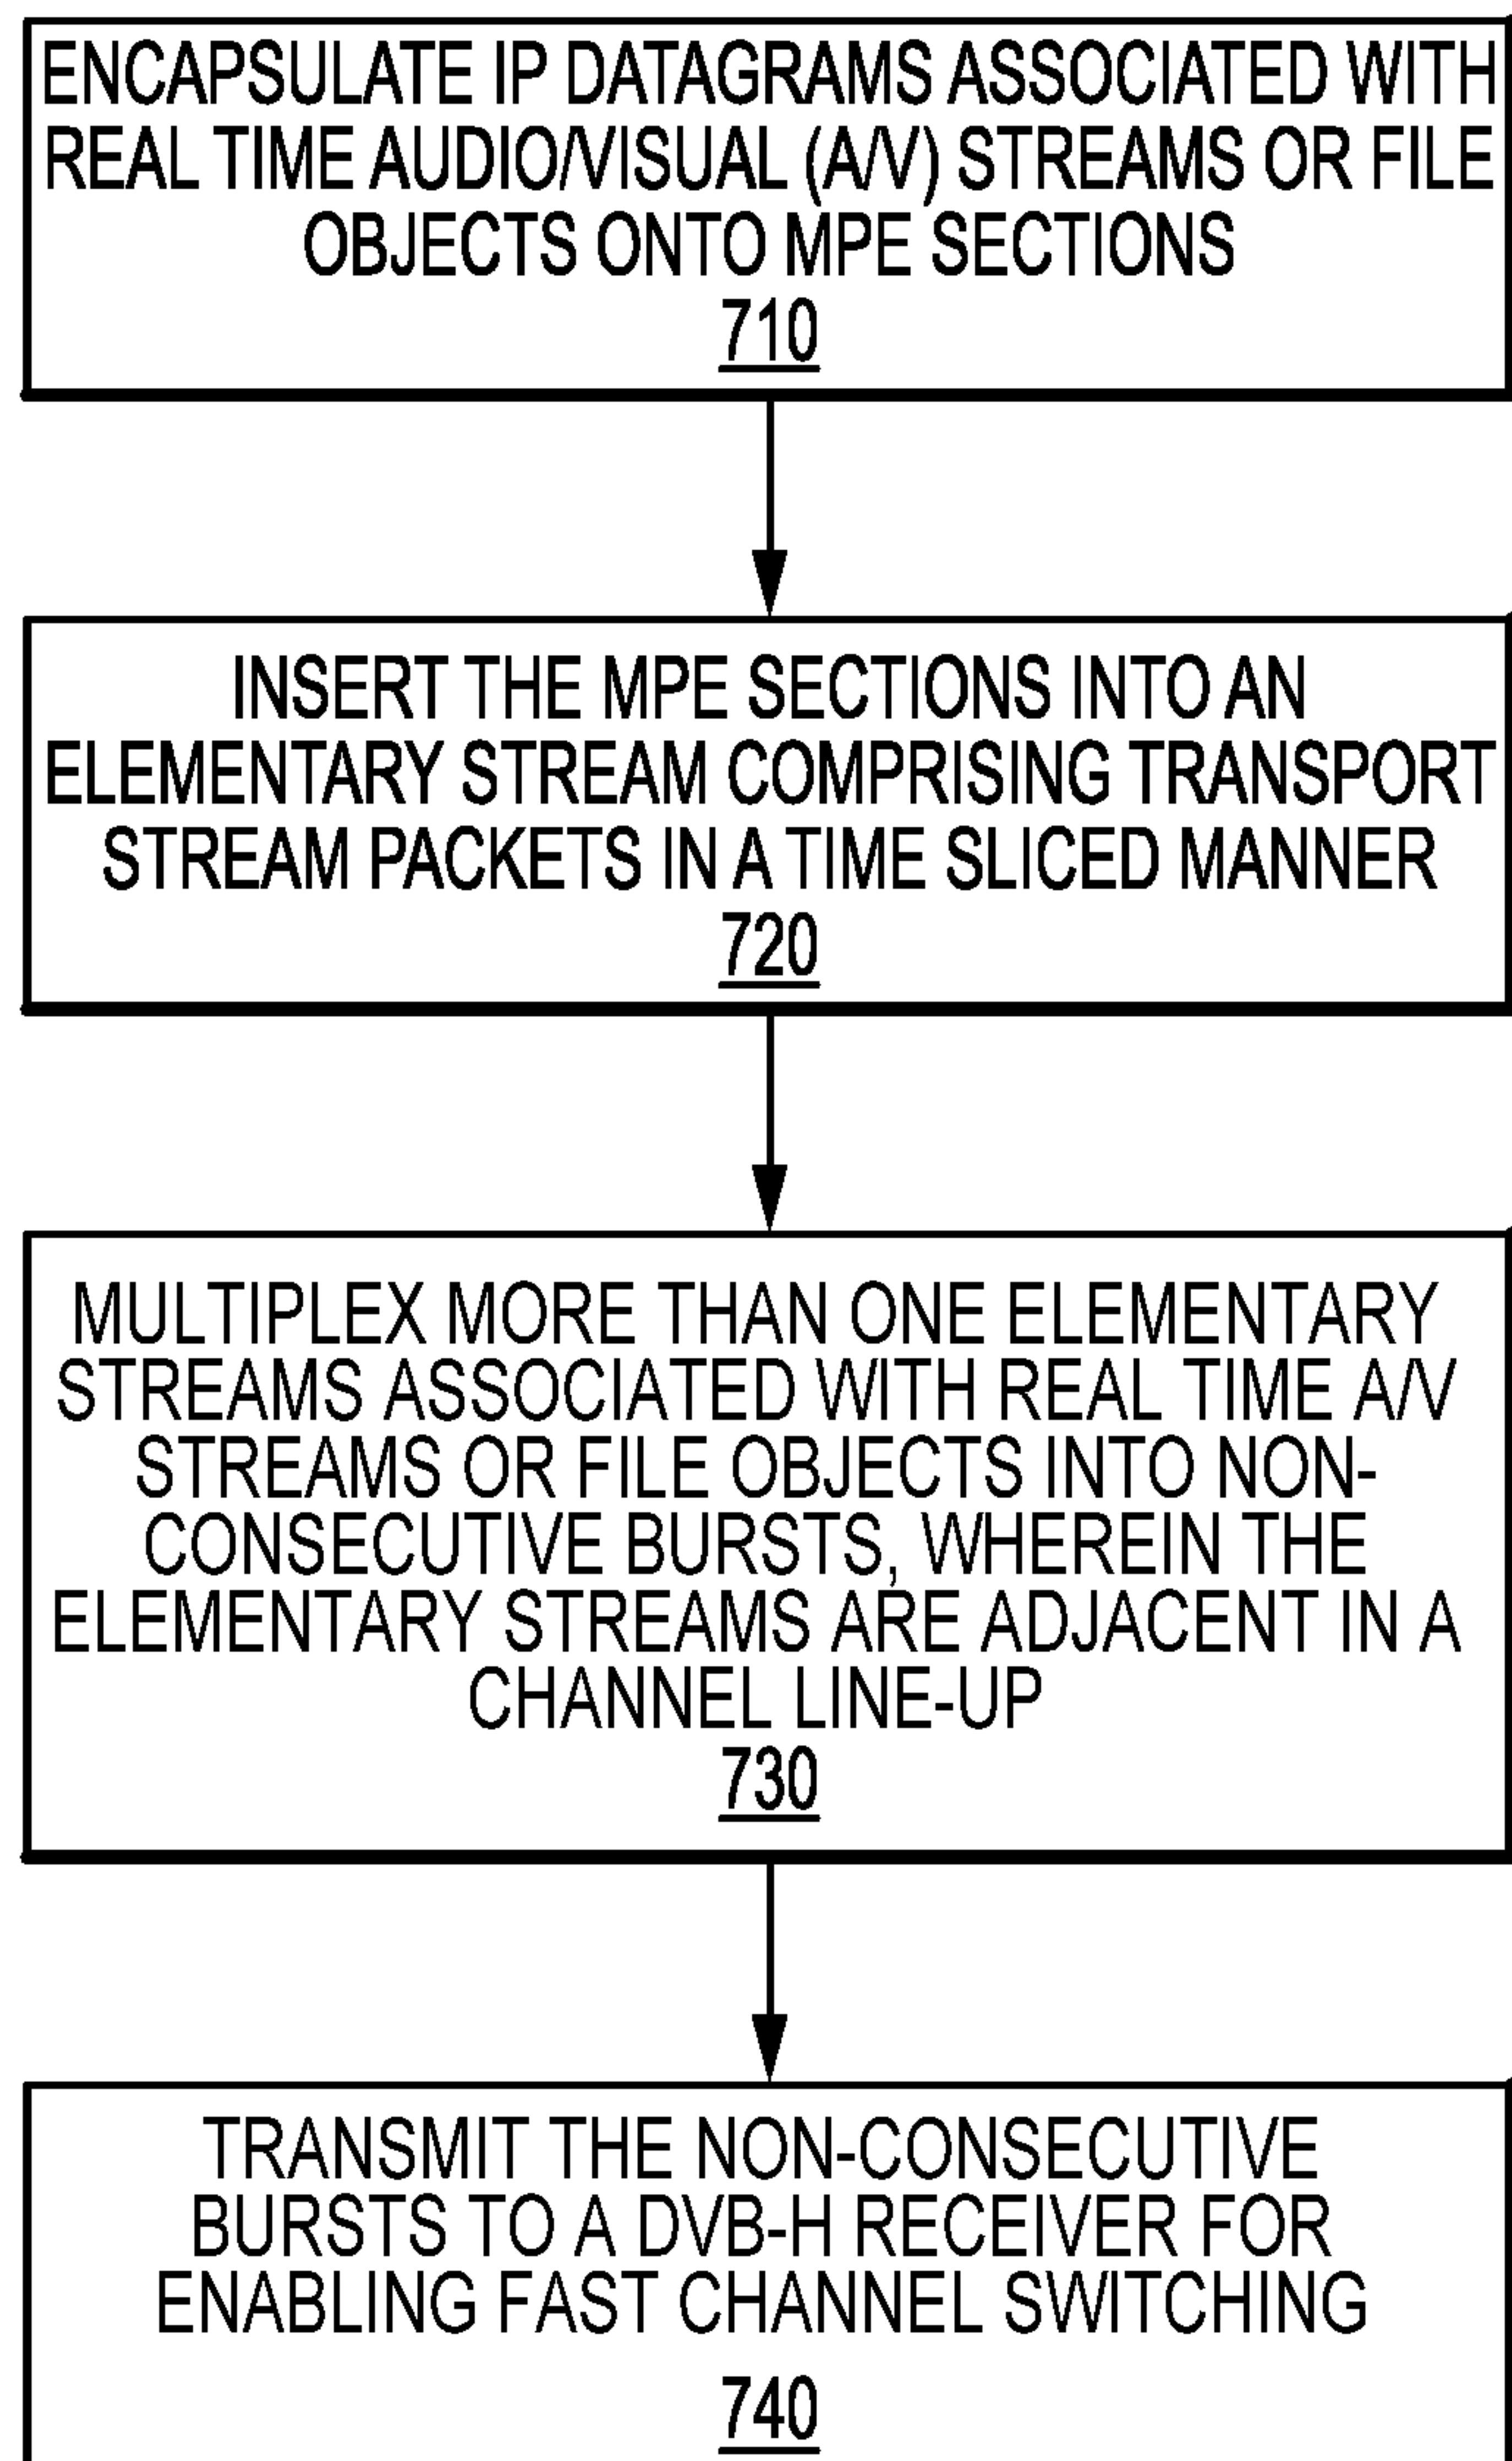 ENCAPSULATE IP DATAGRAMS ASSOCIATED WITH
REAL TIME AUDIO/VISUAL (A/V) STREAMS OR FILE
OBJECTS ONTO MPE SECTIONS
710
INSERT THE MPE SECTIONS INTO AN
ELEMENTARY STREAM COMPRISING TRANSPORT
STREAM PACKETS IN A TIME SLICED MANNER
720
MULTIPLEX MORE THAN ONE ELEMENTARY
STREAMS ASSOCIATED WITH REAL TIME A/V
STREAMS OR FILE OBJECTS INTO NON-
CONSECUTIVE BURSTS, WHEREIN THE
ELEMENTARY STREAMS ARE ADJACENT IN A
CHANNEL LINE-UP
730
TRANSMIT THE NON-CONSECUTIVE
BURSTS TO A DVB-H RECEIVER FOR
ENABLING FAST CHANNEL SWITCHING
740